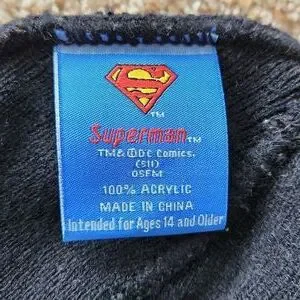 S
TM
Superman TM
TM & © DC Comics.
(S11)
OSFM
100% ACRYLIC
MADE IN CHINA
Intended for Ages 14 and Older